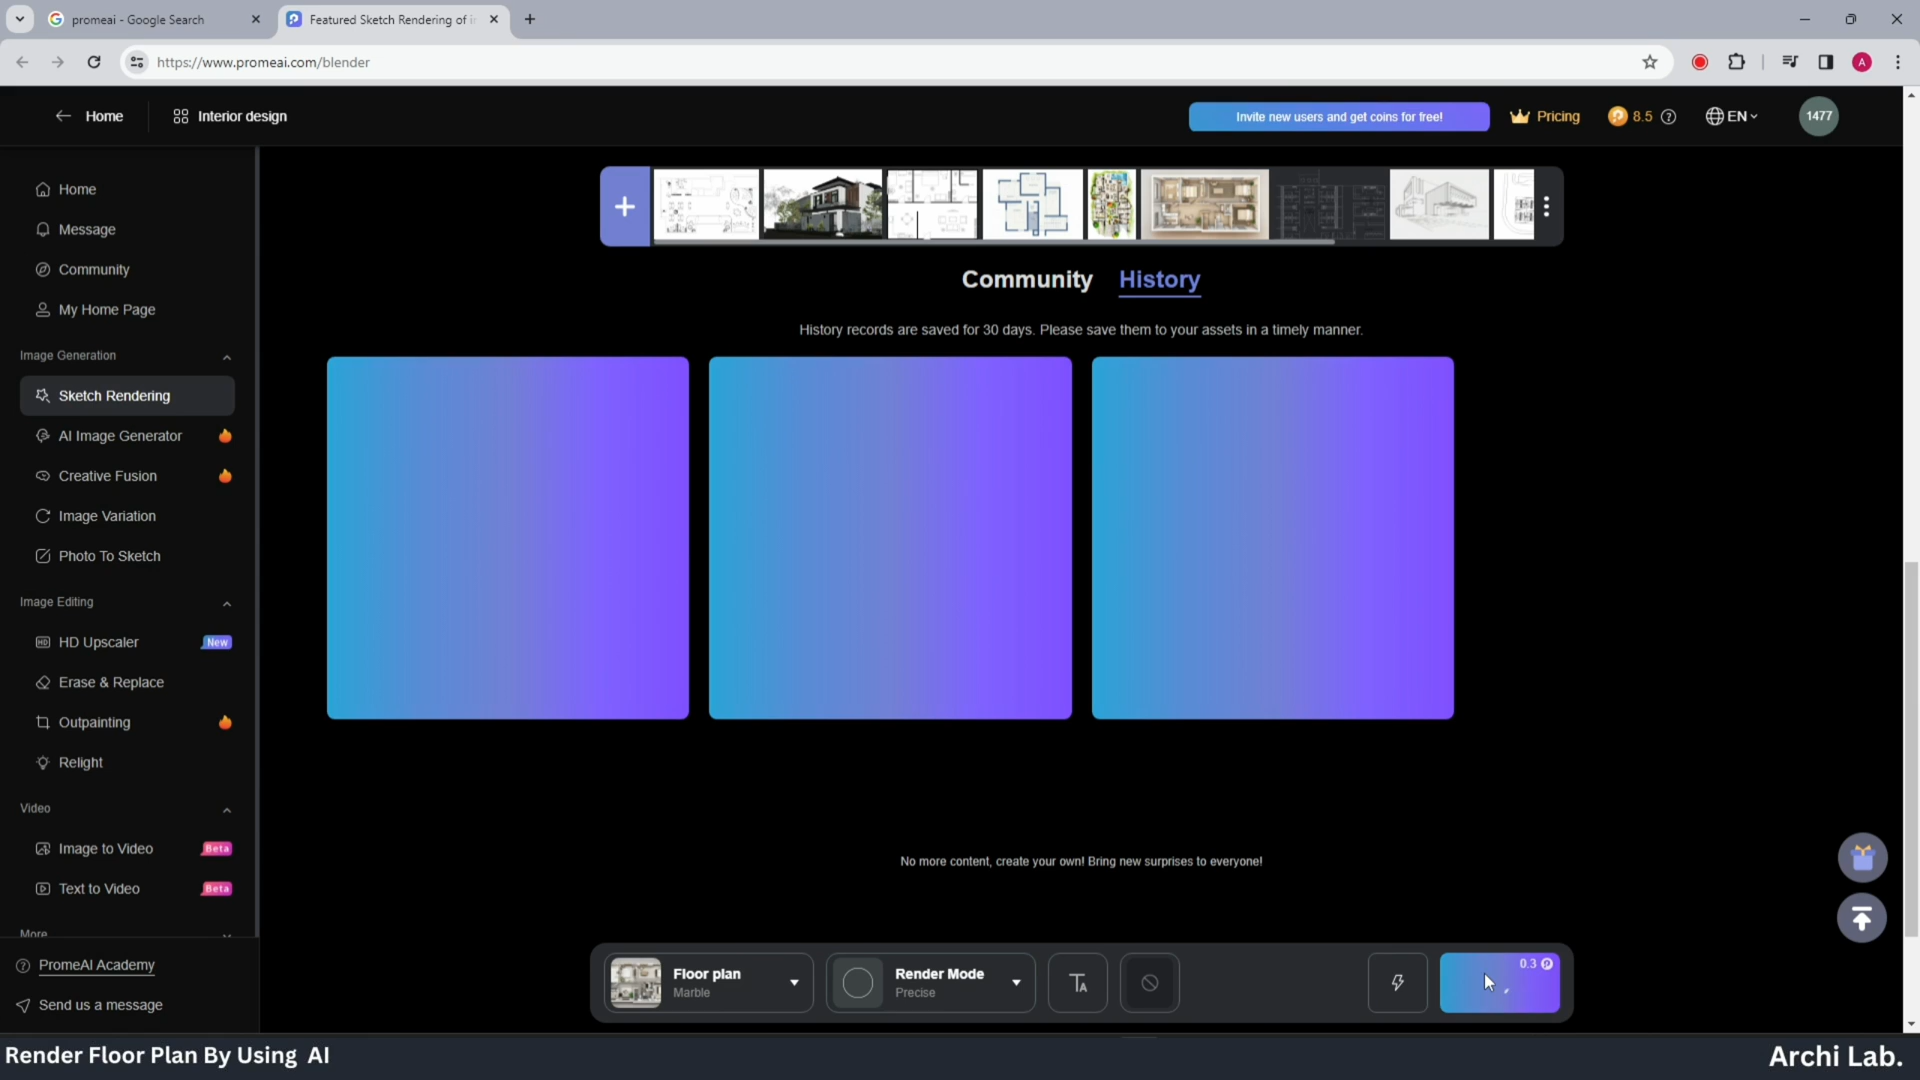 promeai - Google Search
Featured Sketch Rendering of i
https://www.promeai.com/blender
A
Home
Interior design
Invite new users and get coins for free!
Pricing
8.5
EN
1477
Home
Message
Community
My Home Page
Image Generation
Sketch Rendering
AI Image Generator
Creative Fusion
Image Variation
Photo To Sketch
Image Editing
HD Upscaler
New
Erase & Replace
Outpainting
Relight
Video
Image to Video
Beta
Text to Video
Beta
More
PromeAI Academy
Send us a message
Community
History
History records are saved for 30 days. Please save them to your assets in a timely manner.
No more content, create your own! Bring new surprises to everyone!
Floor plan
Marble
Render Mode
Precise
0.3
Render Floor Plan By Using AI
Archi Lab.